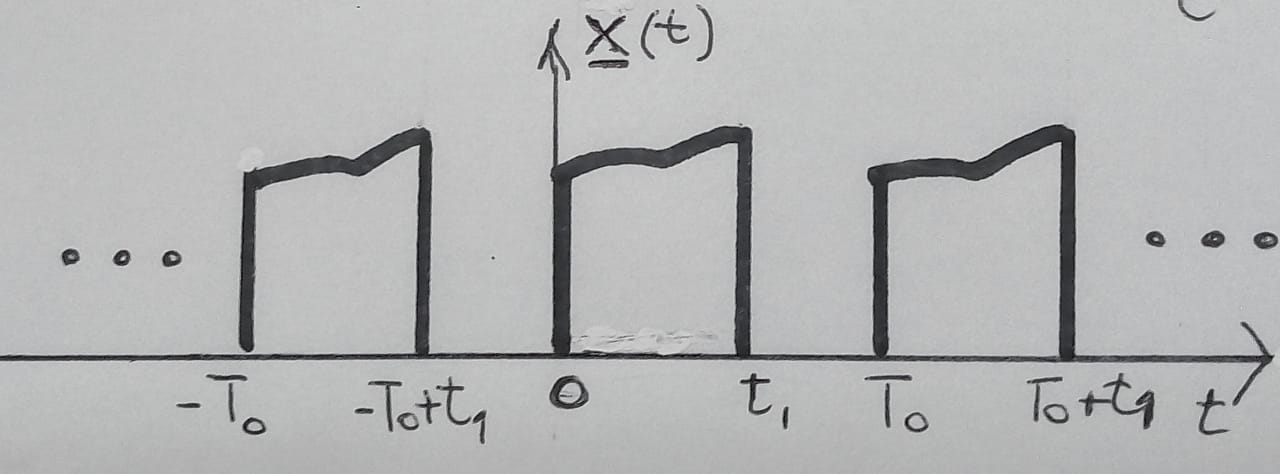 x(t)
• • •
• • •
-T₀ -T₀+t₁ 0 t₁ T₀ T₀+t₁ t